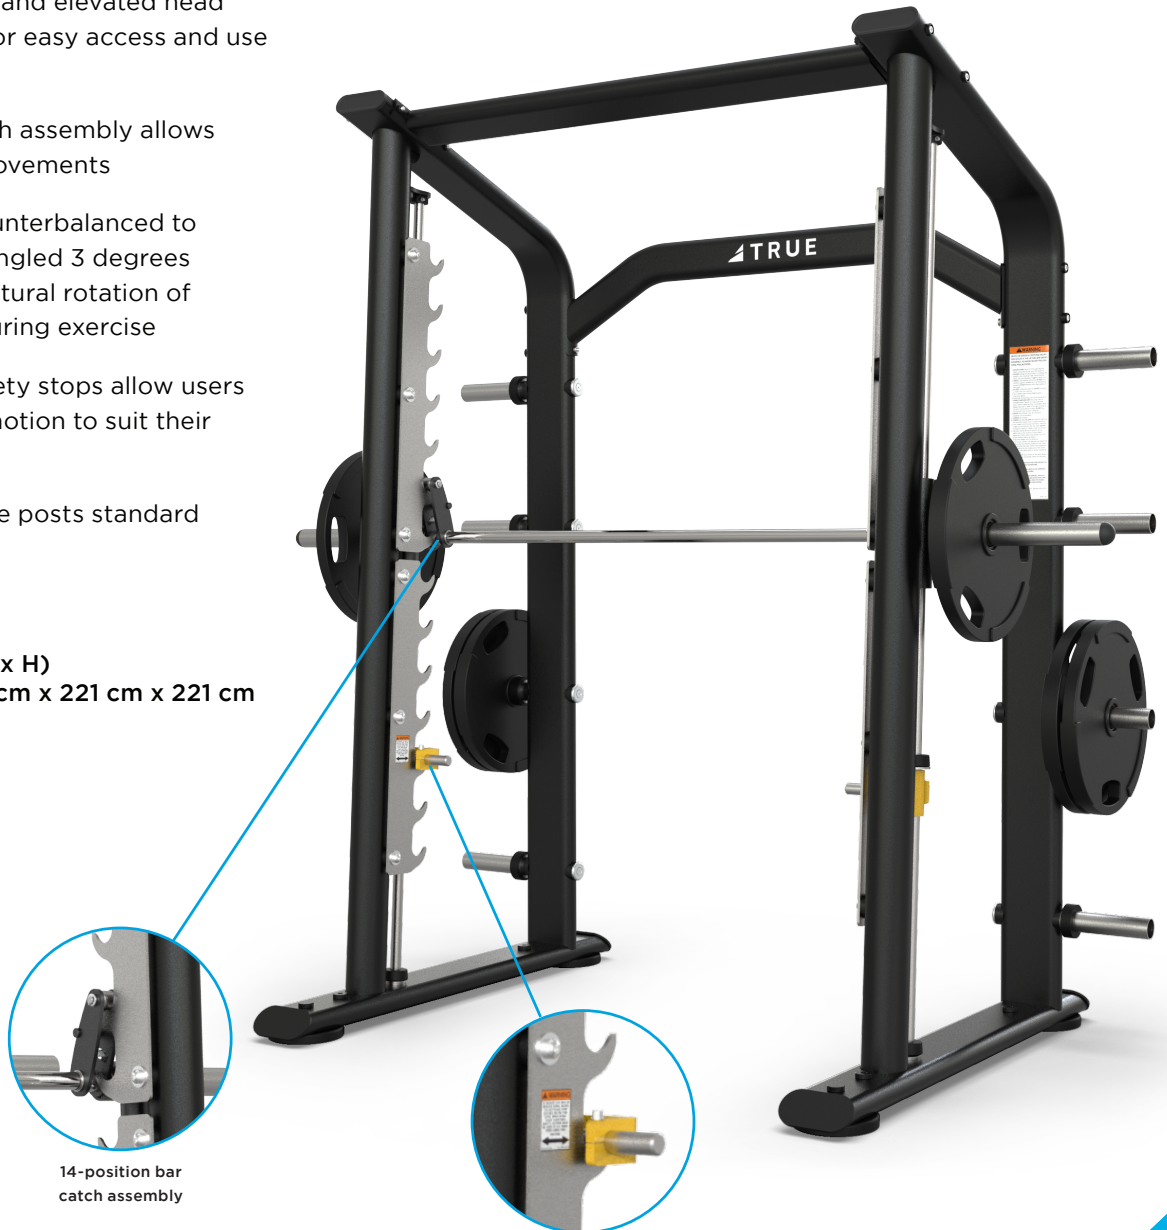 and elevated head
or easy access and use
h assembly allows
ovements
unterbalanced to
ngled 3 degrees
tural rotation of
uring exercise
ety stops allow users
notion to suit their
e posts standard
x H)
cm x 221 cm x 221 cm
TRUE
WARNING
14-position bar
catch assembly